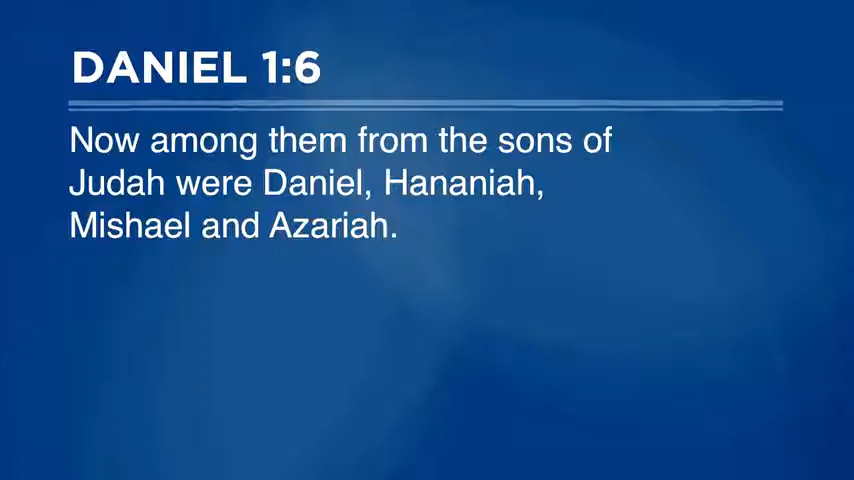 DANIEL 1:6
Now among them from the sons of
Judah were Daniel, Hananiah,
Mishael and Azariah.